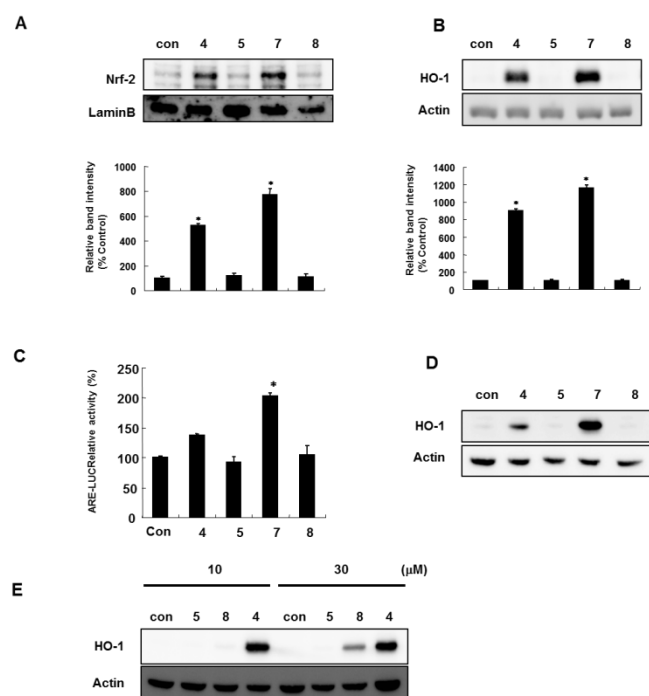 A
con 4 5 7 8
Nrf-2
LaminB
Relative band intensity
(% Control)
1000
800
600
400
200
0
*
*
B
con 4 5 7 8
HO-1
Actin
Relative band intensity
(% Control)
1400
1200
1000
800
600
400
200
0
*
*
C
ARE-LUCRelative activity (%)
250
200
150
100
50
0
*
Con 4 5 7 8
D
con 4 5 7 8
HO-1
Actin
E
10 30 (μM)
con 5 8 4 con 5 8 4
HO-1
Actin